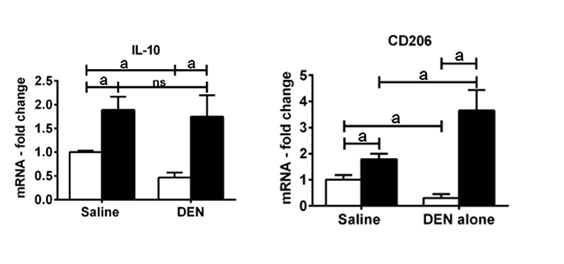 IL-10
a a
a ns
2.5
2.0
1.5
1.0
0.5
0.0
mRNA - fold change
Saline DEN
CD206
a
a
a
a
5
4
3
2
1
0
mRNA - fold change
Saline DEN alone